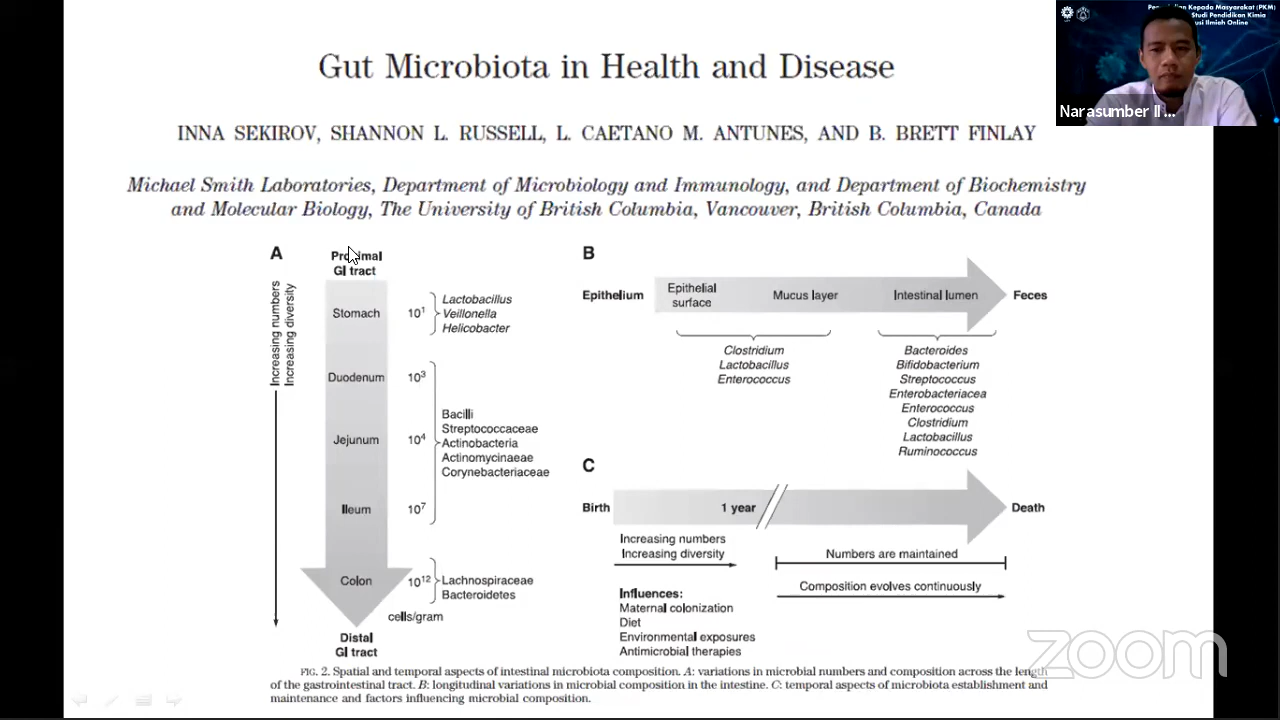 Gut Microbiota in Health and Disease
INNA SEKIROV, SHANNON L. RUSSELL, L. CAETANO M. ANTUNES, AND B. BRETT FINLAY
Michael Smith Laboratories, Department of Microbiology and Immunology, and Department of Biochemistry
and Molecular Biology, The University of British Columbia, Vancouver, British Columbia, Canada
Kepada Masyarakat (PKM)
Studi Pendidikan Kimia
Ilmiah Online
Narasumber II ...
A
Proximal
GI tract
Increasing numbers
Increasing diversity
Stomach
10¹
Lactobacillus
Veillonella
Helicobacter
Duodenum
10³
Jejunum
10⁴
Ileum
10⁷
Bacilli
Streptococcaceae
Actinobacteria
Actinomycinaeae
Corynebacteriaceae
Colon
10¹²
Lachnospiraceae
Bacteroidetes
cells/gram
Distal
GI tract
B
Epithelium
Epithelial
surface
Mucus layer
Intestinal lumen
Feces
Clostridium
Lactobacillus
Enterococcus
Bacteroides
Bifidobacterium
Streptococcus
Enterobacteriacea
Enterococcus
Clostridium
Lactobacillus
Ruminococcus
C
Birth
1 year
Death
Increasing numbers
Increasing diversity
Numbers are maintained
Composition evolves continuously
Influences:
Maternal colonization
Diet
Environmental exposures
Antimicrobial therapies
zoom
FIG. 2. Spatial and temporal aspects of intestinal microbiota composition. A: variations in microbial numbers and composition across the length
of the gastrointestinal tract. B: longitudinal variations in microbial composition in the intestine. C: temporal aspects of microbiota establishment and
maintenance and factors influencing microbial composition.